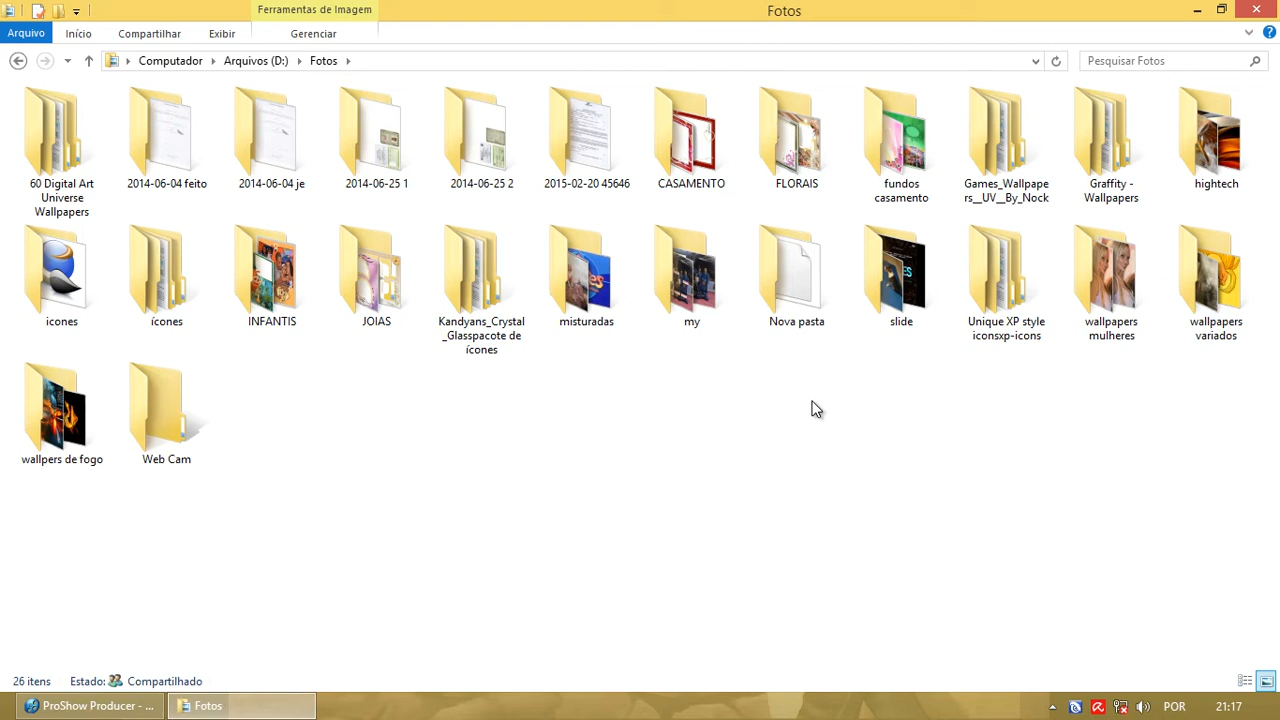 Ferramentas de Imagem
Fotos
Arquivo
Início
Compartilhar
Exibir
Gerenciar
Computador
Arquivos (D:)
Fotos
Pesquisar Fotos
60 Digital Art
Universe
Wallpapers
2014-06-04 feito
2014-06-04 je
2014-06-25 1
2014-06-25 2
2015-02-20 45646
CASAMENTO
FLORAIS
fundos
casamento
Games_Wallpape
rs__UV__By_Nock
Graffity -
Wallpapers
hightech
icones
ícones
INFANTIS
JOIAS
Kandyans_Crystal
_Glasspacote de
ícones
misturadas
my
Nova pasta
slide
Unique XP style
iconsxp-icons
wallpapers
mulheres
wallpapers
variados
wallpers de fogo
Web Cam
26 itens
Estado:
Compartilhado
ProShow Producer - ...
Fotos
POR
21:17